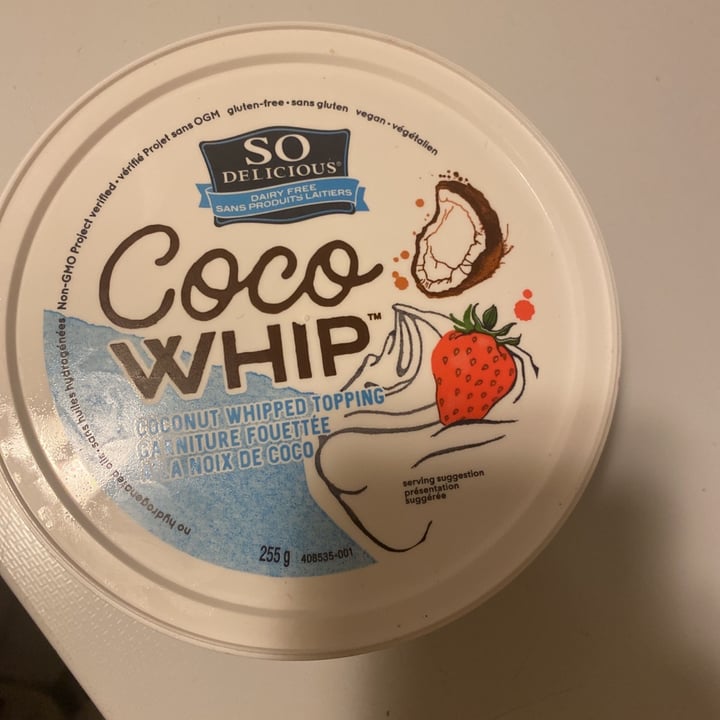 no hydrogenated oils • sans huiles hydrogénées Non-GMO Project verified • vérifié Projet sans OGM gluten-free • sans gluten vegan • végétalien
SO
DELICIOUS®
DAIRY FREE
SANS PRODUITS LAITIERS
Coco
WHIP™
COCONUT WHIPPED TOPPING
GARNITURE FOUETTÉE
À LA NOIX DE COCO
serving suggestion
présentation
suggérée
255 g 408535-001